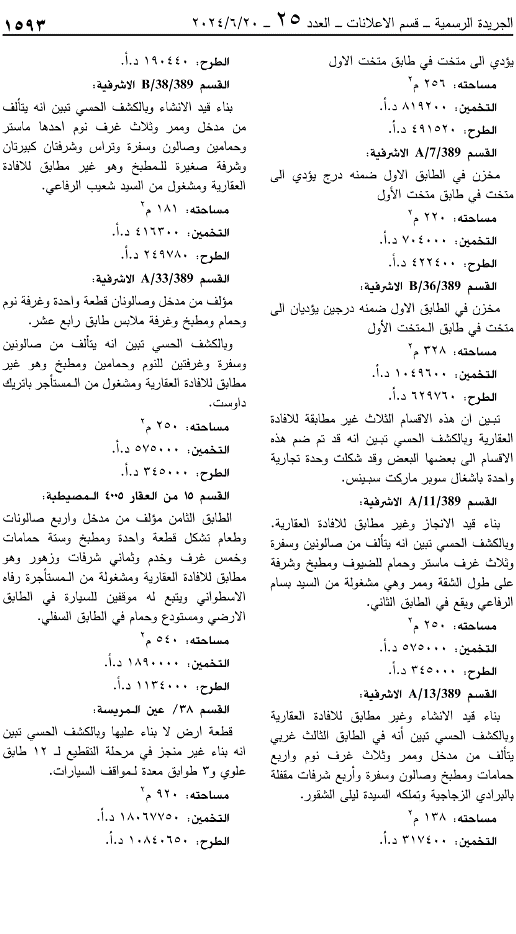 الجريدة الرسمية ــ قسم الاعلانات ــ العدد ٢٥ ــ ٢٠٢٤/٦/٢٠
١٥٩٣
يؤدي الى متخت في طابق متخت الاول
مساحته: ٢٥٦ م٢
التخمين: ٨١٩٢٠٠ د.أ.
الطرح: ٤٩١٥٢٠ د.أ.
القسم A/7/389 الاشرفية:
مخزن في الطابق الاول ضمنه درج يؤدي الى
متخت في طابق متخت الأول
مساحته: ٢٢٠ م٢
التخمين: ٧٠٤٠٠٠ د.أ.
الطرح: ٤٢٢٤٠٠ د.أ.
القسم B/36/389 الاشرفية:
مخزن في الطابق الاول ضمنه درجين يؤديان الى
متخت في طابق المتخت الأول
مساحته: ٣٢٨ م٢
التخمين: ١٠٤٩٦٠٠ د.أ.
الطرح: ٦٢٩٧٦٠ د.أ.
تبين ان هذه الاقسام الثلاث غير مطابقة للافادة
العقارية وبالكشف الحسي تبين انه قد تم ضم هذه
الاقسام الى بعضها البعض وقد شكلت وحدة تجارية
واحدة باشغال سوبر ماركت سبينس.
القسم A/11/389 الاشرفية:
بناء قيد الانجاز وغير مطابق للافادة العقارية.
وبالكشف الحسي تبين انه يتألف من صالونين وسفرة
وثلاث غرف ماستر وحمام للضيوف ومطبخ وشرفة
على طول الشقة وممر وهي مشغولة من السيد بسام
الرفاعي ويقع في الطابق الثاني.
مساحته: ٢٥٠ م٢
التخمين: ٥٧٥٠٠٠ د.أ.
الطرح: ٣٤٥٠٠٠ د.أ.
القسم A/13/389 الاشرفية:
بناء قيد الانشاء وغير مطابق للافادة العقارية
وبالكشف الحسي تبين أنه في الطابق الثالث غربي
يتألف من مدخل وممر وثلاث غرف نوم واربع
حمامات ومطبخ وصالون وسفرة وأربع شرفات مقفلة
بالبرادي الزجاجية وتملكه السيدة ليلى الشقور.
مساحته: ١٣٨ م٢
التخمين: ٣١٧٤٠٠ د.أ.
الطرح: ١٩٠٤٤٠ د.أ.
القسم B/38/389 الاشرفية:
بناء قيد الانشاء وبالكشف الحسي تبين انه يتألف
من مدخل وممر وثلاث غرف نوم احدها ماستر
وحمامين وصالون وسفرة وتراس وشرفتان كبيرتان
وشرفة صغيرة للمطبخ وهو غير مطابق للافادة
العقارية ومشغول من السيد شعيب الرفاعي.
مساحته: ١٨١ م٢
التخمين: ٤١٦٣٠٠ د.أ.
الطرح: ٢٤٩٧٨٠ د.أ.
القسم A/33/389 الاشرفية:
مؤلف من مدخل وصالونان قطعة واحدة وغرفة نوم
وحمام ومطبخ وغرفة ملابس طابق رابع عشر.
وبالكشف الحسي تبين انه يتألف من صالونين
وسفرة وغرفتين للنوم وحمامين ومطبخ وهو غير
مطابق للافادة العقارية ومشغول من المستأجر باتريك
داوست.
مساحته: ٢٥٠ م٢
التخمين: ٥٧٥٠٠٠ د.أ.
الطرح: ٣٤٥٠٠٠ د.أ.
القسم ١٥ من العقار ٤٠٠٥ المصيطبة:
الطابق الثامن مؤلف من مدخل واربع صالونات
وطعام تشكل قطعة واحدة ومطبخ وستة حمامات
وخمس غرف وخدم وثماني شرفات وزهور وهو
مطابق للافادة العقارية ومشغولة من المستأجرة رفاه
الاسطواني ويتبع له موقفين للسيارة في الطابق
الارضي ومستودع وحمام في الطابق السفلي.
مساحته: ٥٤٠ م٢
التخمين: ١٨٩٠٠٠٠ د.أ.
الطرح: ١١٣٤٠٠٠ د.أ.
القسم ٣٨/ عين المريسة:
قطعة ارض لا بناء عليها وبالكشف الحسي تبين
انه بناء غير منجز في مرحلة التقطيع لـ ١٢ طابق
علوي و٣ طوابق معدة لمواقف السيارات.
مساحته: ٩٢٠ م٢
التخمين: ١٨٠٦٧٧٥٠ د.أ.
الطرح: ١٠٨٤٠٦٥٠ د.أ.